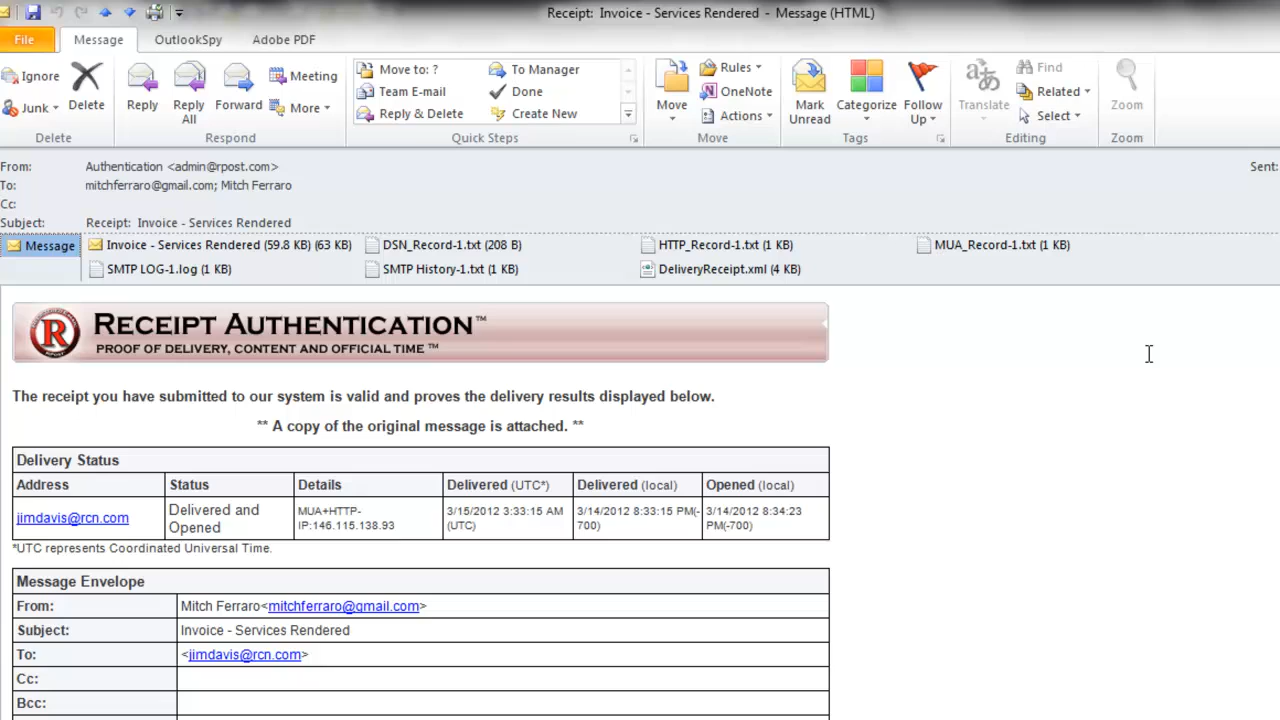 Receipt: Invoice - Services Rendered - Message (HTML)
File Message OutlookSpy Adobe PDF
Ignore
Junk
Delete
Delete
Reply
Reply All
Forward
Meeting
More
Respond
Move to: ? To Manager
Team E-mail Done
Reply & Delete Create New
Quick Steps
Move
Rules
OneNote
Actions
Move
Mark Unread
Categorize
Follow Up
Tags
Translate
Find
Related
Select
Editing
Zoom
Zoom
From: Authentication <admin@rpost.com> Sent:
To: mitchferraro@gmail.com; Mitch Ferraro
Cc:
Subject: Receipt: Invoice - Services Rendered
Message Invoice - Services Rendered (59.8 KB) (63 KB) DSN_Record-1.txt (208 B) HTTP_Record-1.txt (1 KB) MUA_Record-1.txt (1 KB)
SMTP LOG-1.log (1 KB) SMTP History-1.txt (1 KB) DeliveryReceipt.xml (4 KB)
R RECEIPT AUTHENTICATION™
PROOF OF DELIVERY, CONTENT AND OFFICIAL TIME™
The receipt you have submitted to our system is valid and proves the delivery results displayed below.
** A copy of the original message is attached. **
Delivery Status
Address Status Details Delivered (UTC*) Delivered (local) Opened (local)
jimdavis@rcn.com Delivered and Opened MUA+HTTP-IP:146.115.138.93 3/15/2012 3:33:15 AM (UTC) 3/14/2012 8:33:15 PM(-700) 3/14/2012 8:34:23 PM(-700)
*UTC represents Coordinated Universal Time.
Message Envelope
From: Mitch Ferraro<mitchferraro@gmail.com>
Subject: Invoice - Services Rendered
To: <jimdavis@rcn.com>
Cc:
Bcc: